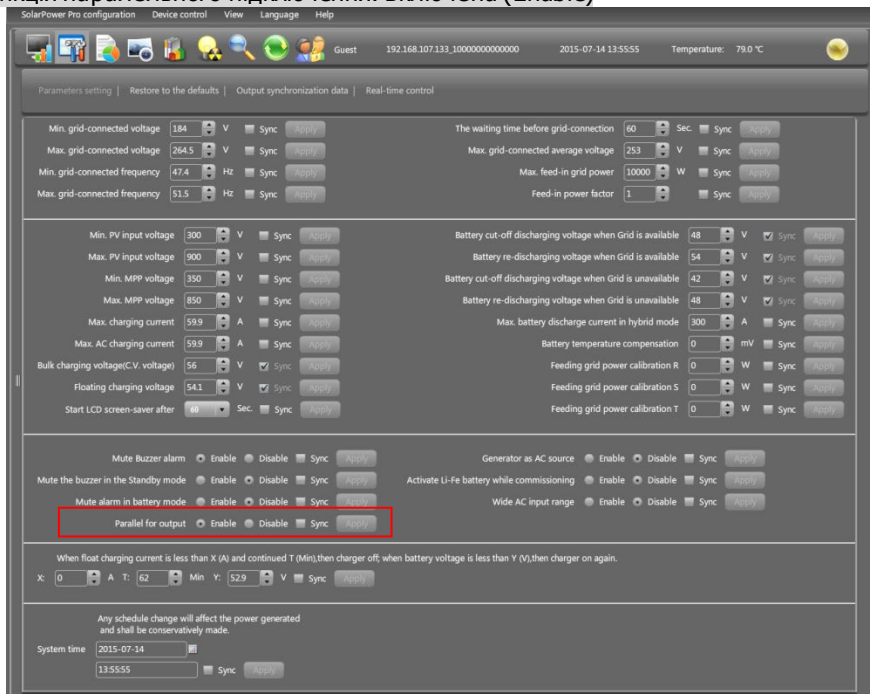 нкція паралельного підключення. включена (Enable)
SolarPower Pro configuration Device control View Language Help
Guest 192.168.107.133_10000000000000 2015-07-14 13:55:55 Temperature: 79.0 ℃
Parameters setting | Restore to the defaults | Output synchronization data | Real-time control
Min. grid-connected voltage 184 V Sync Apply The waiting time before grid-connection 60 Sec. Sync Apply
Max. grid-connected voltage 264.5 V Sync Apply Max. grid-connected average voltage 253 V Sync Apply
Min. grid-connected frequency 47.4 Hz Sync Apply Max. feed-in grid power 10000 W Sync Apply
Max. grid-connected frequency 51.5 Hz Sync Apply Feed-in power factor 1 Sync Apply
Min. PV input voltage 300 V Sync Apply Battery cut-off discharging voltage when Grid is available 48 V Sync Apply
Max. PV input voltage 900 V Sync Apply Battery re-discharging voltage when Grid is available 54 V Sync Apply
Min. MPP voltage 350 V Sync Apply Battery cut-off discharging voltage when Grid is unavailable 42 V Sync Apply
Max. MPP voltage 850 V Sync Apply Battery re-discharging voltage when Grid is unavailable 48 V Sync Apply
Max. charging current 59.9 A Sync Apply Max. battery discharge current in hybrid mode 300 A Sync Apply
Max. AC charging current 59.9 A Sync Apply Battery temperature compensation 0 mV Sync Apply
Bulk charging voltage(C.V. voltage) 56 V Sync Apply Feeding grid power calibration R 0 W Sync Apply
Floating charging voltage 54.1 V Sync Apply Feeding grid power calibration S 0 W Sync Apply
Start LCD screen-saver after 60 Sec. Sync Apply Feeding grid power calibration T 0 W Sync Apply
Mute Buzzer alarm Enable Disable Sync Apply Generator as AC source Enable Disable Sync Apply
Mute the buzzer in the Standby mode Enable Disable Sync Apply Activate Li-Fe battery while commissioning Enable Disable Sync Apply
Mute alarm in battery mode Enable Disable Sync Apply Wide AC input range Enable Disable Sync Apply
Parallel for output Enable Disable Sync Apply
When float charging current is less than X (A) and continued T (Min),then charger off; when battery voltage is less than Y (V),then charger on again.
X: 0 A T: 62 Min Y: 52.9 V Sync Apply
Any schedule change will affect the power generated
and shall be conservatively made.
System time 2015-07-14
13:55:55 Sync Apply